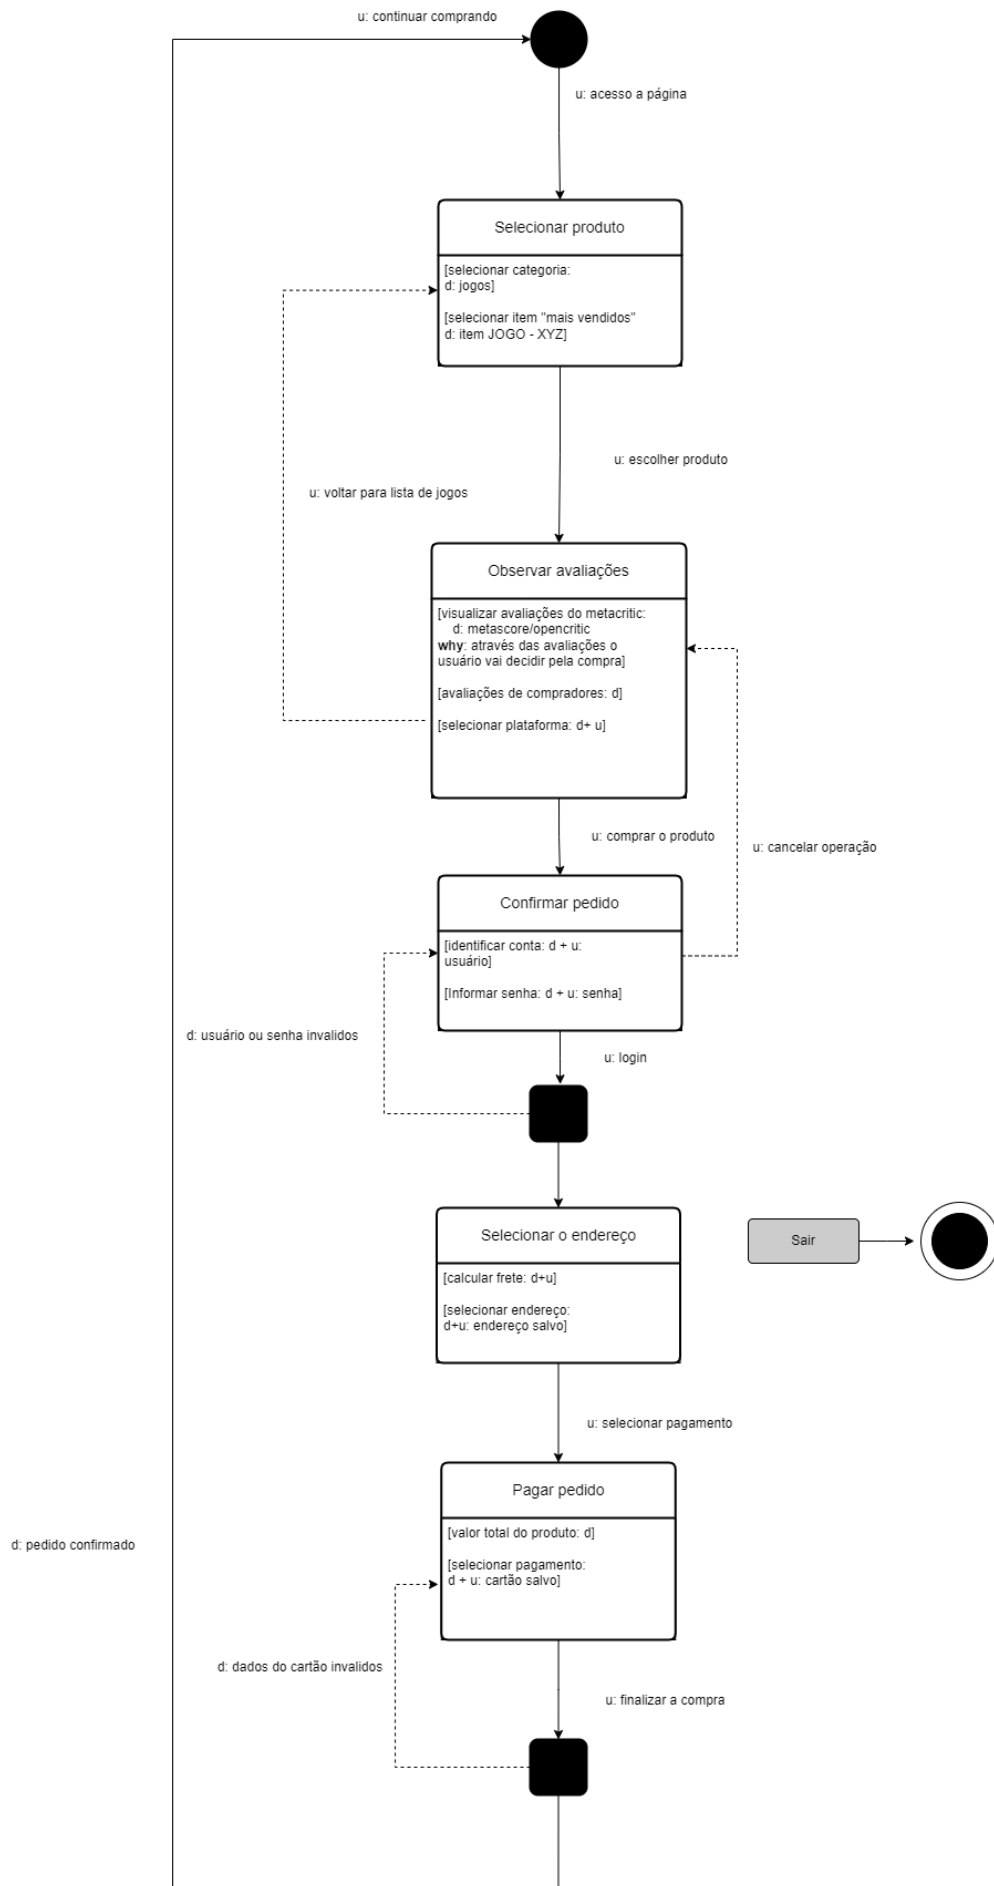 u: continuar comprando
u: acesso a página
Selecionar produto
[selecionar categoria:
d: jogos]
[selecionar item "mais vendidos"
d: item JOGO - XYZ]
u: escolher produto
u: voltar para lista de jogos
Observar avaliações
[visualizar avaliações do metacritic:
d: metascore/opencritic
why: através das avaliações o
usuário vai decidir pela compra]
[avaliações de compradores: d]
[selecionar plataforma: d+ u]
u: comprar o produto
u: cancelar operação
Confirmar pedido
[identificar conta: d + u:
usuário]
[Informar senha: d + u: senha]
d: usuário ou senha invalidos
u: login
Selecionar o endereço
Sair
[calcular frete: d+u]
[selecionar endereço:
d+u: endereço salvo]
u: selecionar pagamento
Pagar pedido
[valor total do produto: d]
d: pedido confirmado
[selecionar pagamento:
d + u: cartão salvo]
d: dados do cartão invalidos
u: finalizar a compra